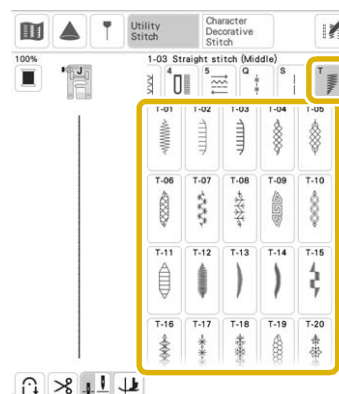 Utility
Stitch
Character
Decorative
Stitch
100%
J
1-03 Straight stitch (Middle)
4 5 Q S T
T-01 T-02 T-03 T-04 T-05
T-06 T-07 T-08 T-09 T-10
T-11 T-12 T-13 T-14 T-15
T-16 T-17 T-18 T-19 T-20